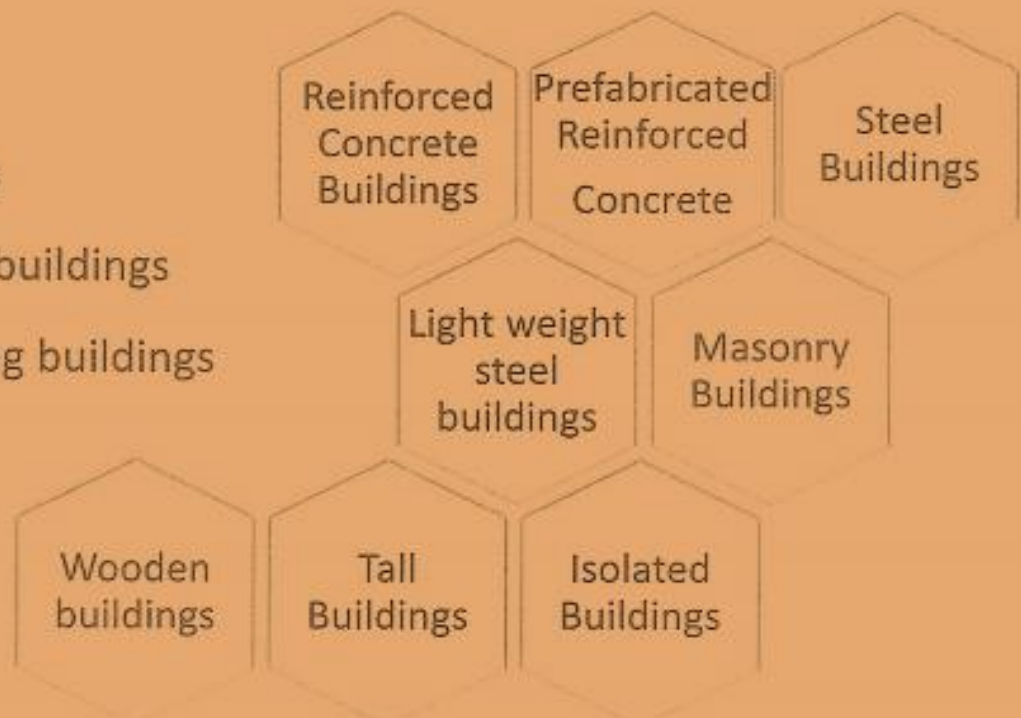 Reinforced
Concrete
Buildings
Prefabricated
Reinforced
Concrete
Steel
Buildings
buildings
buildings
Light weight
steel
buildings
Masonry
Buildings
Wooden
buildings
Tall
Buildings
Isolated
Buildings